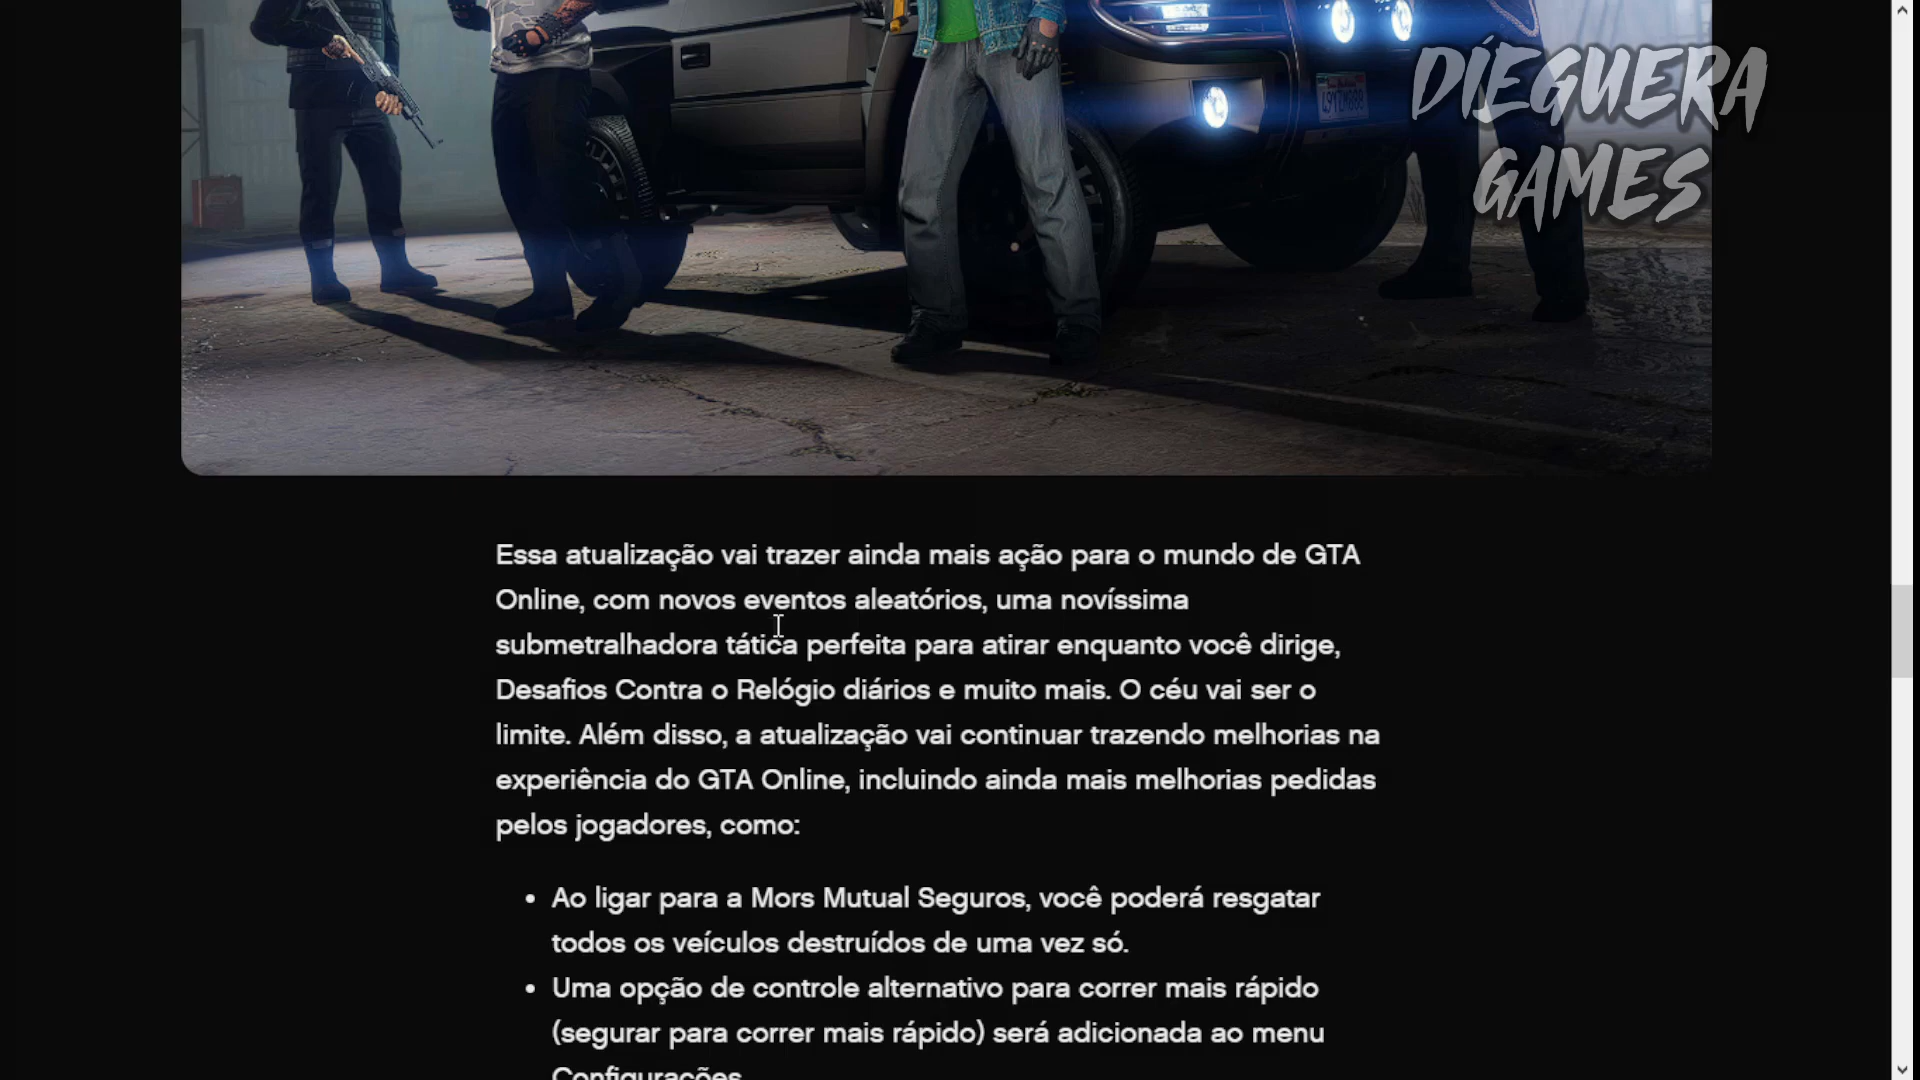 DÍEGUERA
GAMES
Essa atualização vai trazer ainda mais ação para o mundo de GTA
Online, com novos eventos aleatórios, uma novíssima
submetralhadora tática perfeita para atirar enquanto você dirige,
Desafios Contra o Relógio diários e muito mais. O céu vai ser o
limite. Além disso, a atualização vai continuar trazendo melhorias na
experiência do GTA Online, incluindo ainda mais melhorias pedidas
pelos jogadores, como:
• Ao ligar para a Mors Mutual Seguros, você poderá resgatar
todos os veículos destruídos de uma vez só.
• Uma opção de controle alternativo para correr mais rápido
(segurar para correr mais rápido) será adicionada ao menu
Configurações